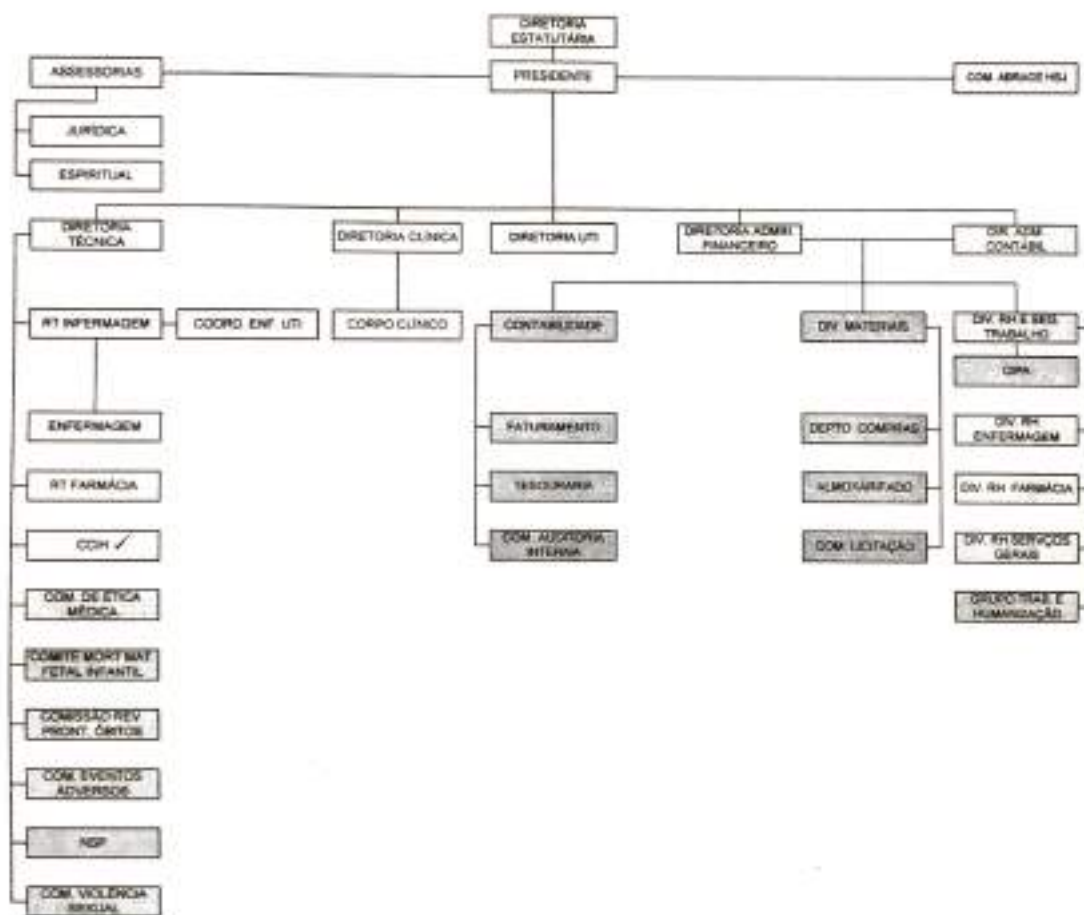 DIRETORIA
ESTATUTÁRIA
ASSESSORIAS
PRESIDENTE
COM. ABRACE HSJ
JURÍDICA
ESPIRITUAL
DIRETORIA
TÉCNICA
DIRETORIA CLÍNICA
DIRETORIA UTI
DIRETORIA ADMIN.
FINANCEIRO
DIR. ADM.
CONTÁBIL
RT INFERMAGEM
COORD. ENF. UTI
CORPO CLÍNICO
CONTABILIDADE
DIV. MATERIAIS
DIV. RH E
TRABALHO
CIPA
ENFERMAGEM
FATURAMENTO
DEPTO COMPRAS
DIV. RH
ENFERMAGEM
RT FARMÁCIA
TESOURARIA
ALMOXARIFADO
DIV. RH FARMÁCIA
CCIH ✓
COM. AUDITORIA
INTERNA
COM. LICITAÇÃO
DIV. RH SERVIÇOS
GERAIS
COM. DE ÉTICA
MÉDICA
GRUPO TRAB. E
HUMANIZAÇÃO
COMITE MORT MAT
FETAL INFANTIL
COMISSÃO REV
PRONT. ÓBITOS
COM. EVENTOS
ADVERSOS
NSP
COM. VIOLÊNCIA
SEXUAL